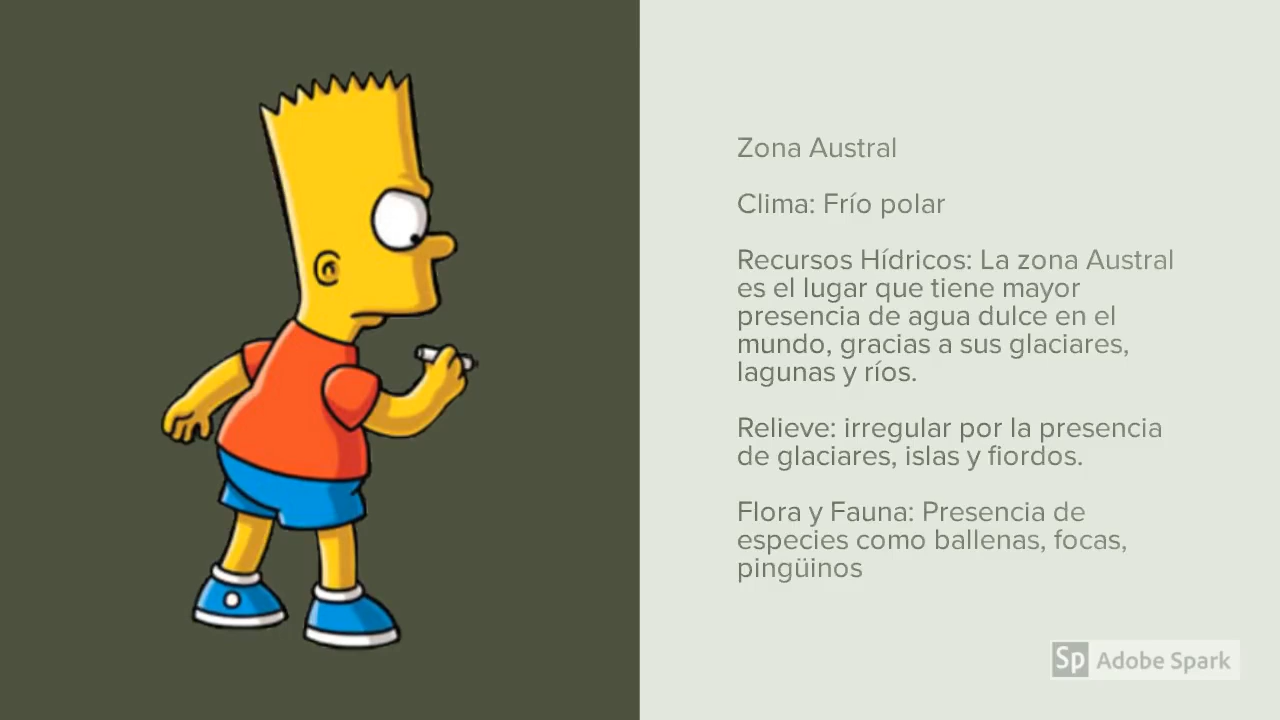 Zona Austral
Clima: Frío polar
Recursos Hídricos: La zona Austral
es el lugar que tiene mayor
presencia de agua dulce en el
mundo, gracias a sus glaciares,
lagunas y ríos.
Relieve: irregular por la presencia
de glaciares, islas y fiordos.
Flora y Fauna: Presencia de
especies como ballenas, focas,
pingüinos
Sp Adobe Spark